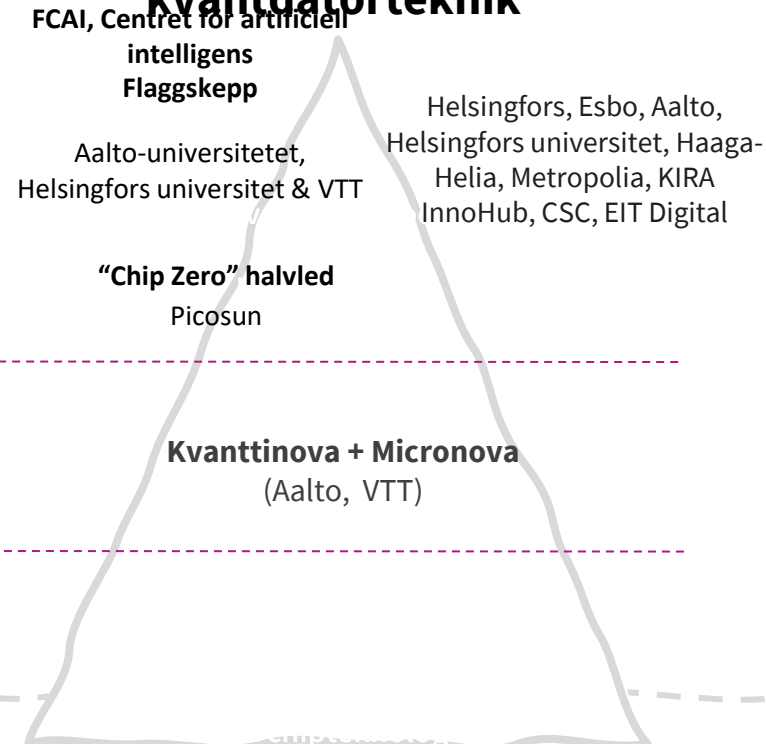 kvantdatorteknik
FCAI, Centret för artificiell
intelligens
Flaggskepp
Aalto-universitetet,
Helsingfors universitet & VTT
Helsingfors, Esbo, Aalto,
Helsingfors universitet, Haaga-
Helia, Metropolia, KIRA
InnoHub, CSC, EIT Digital
“Chip Zero” halvled
Picosun
Kvanttinova + Micronova
(Aalto, VTT)